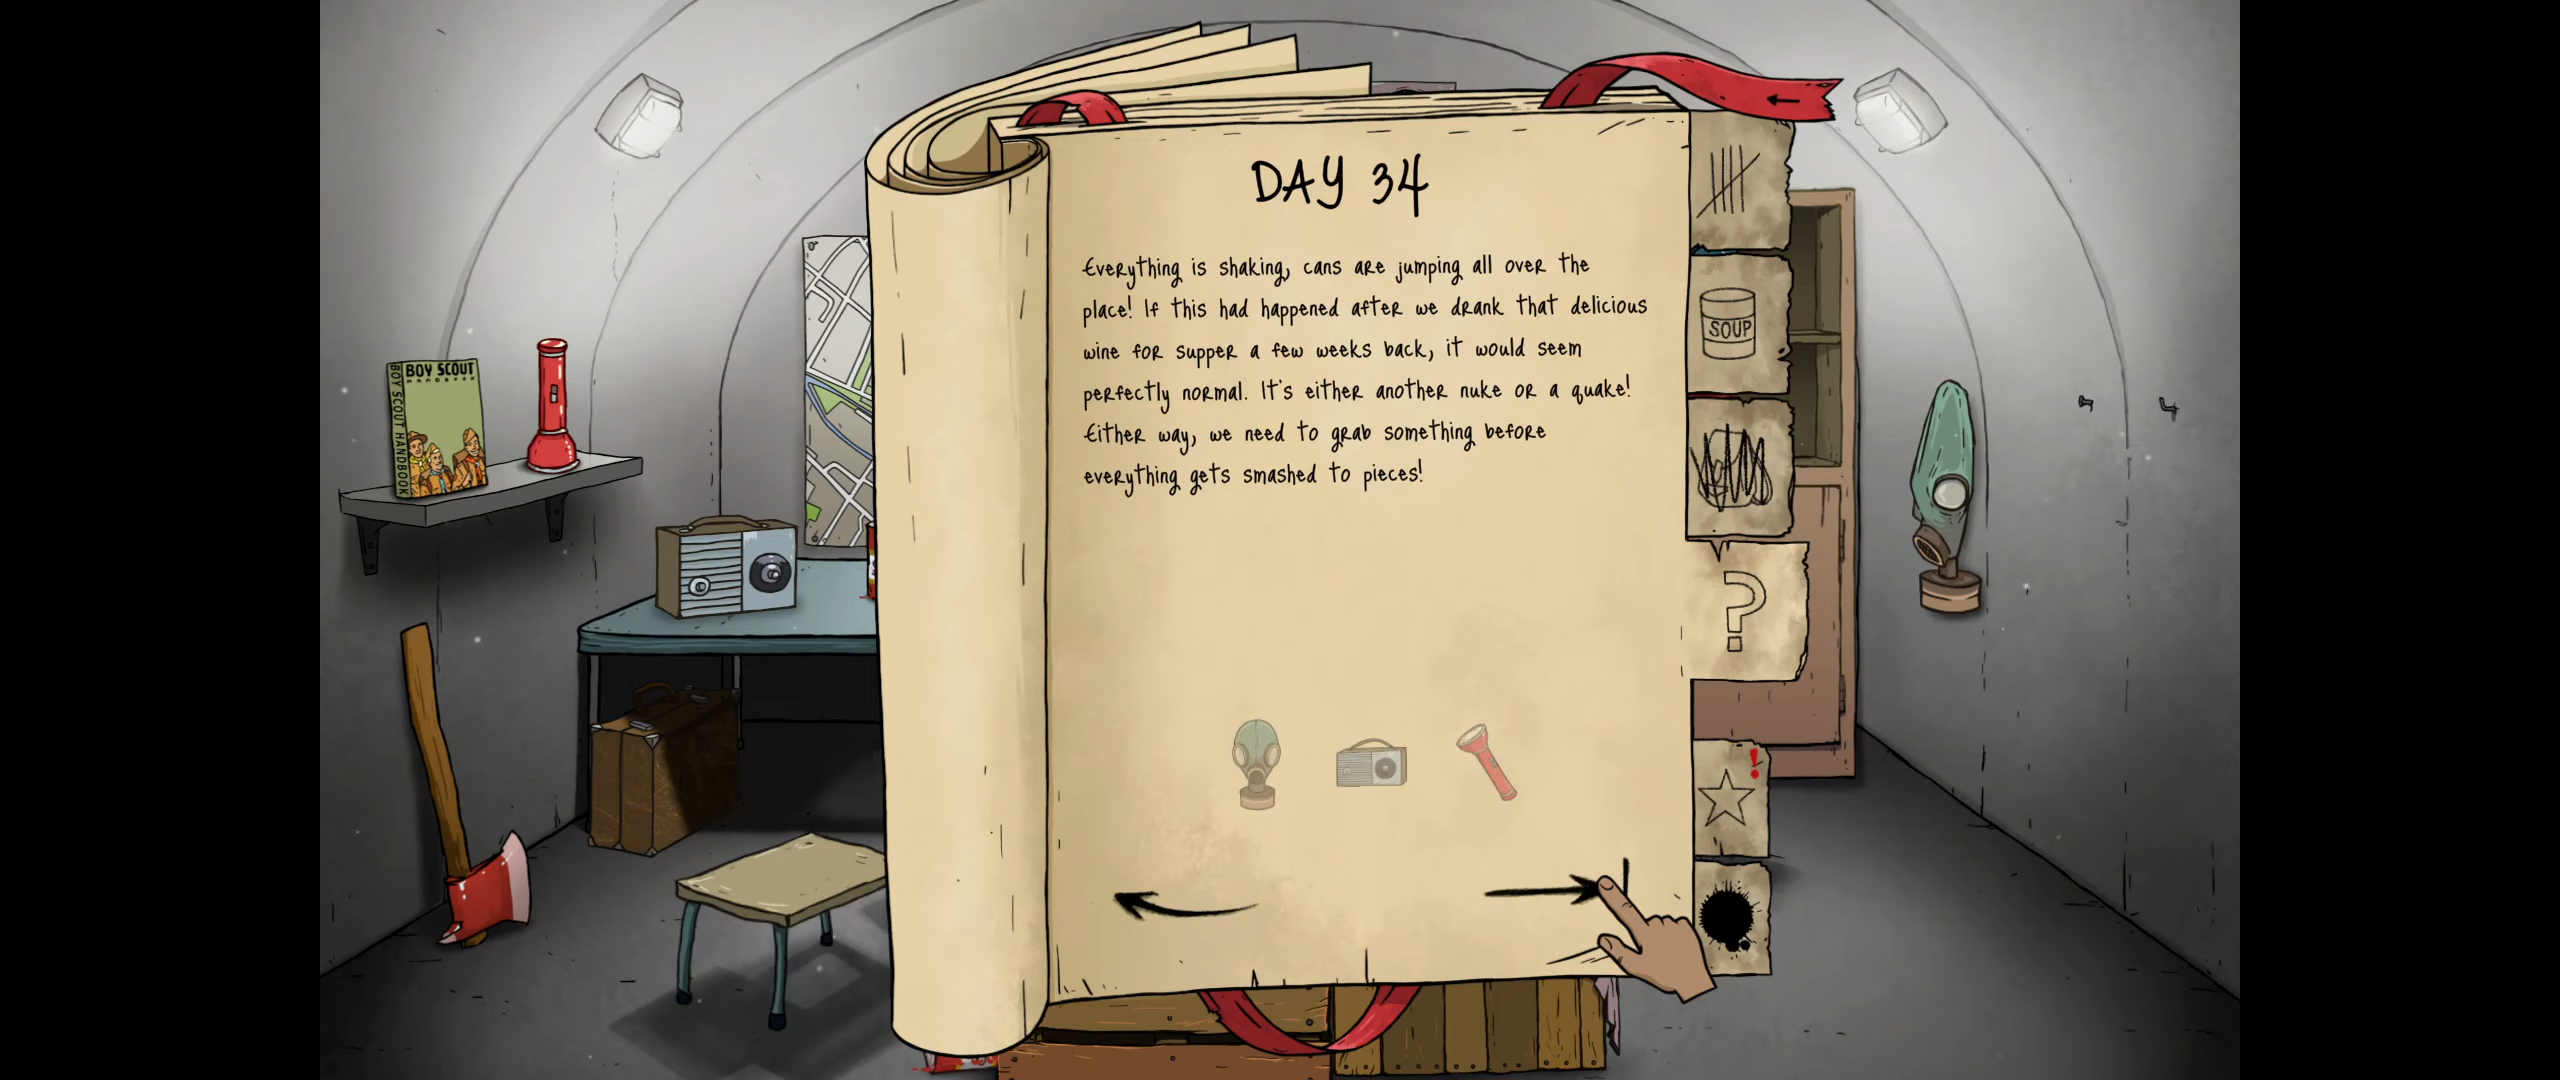 BOY SCOUT
HANDBOOK
BOY SCOUT HANDBOOK
DAY 34
Everything is shaking, cans are jumping all over the
place! If this had happened after we drank that delicious
wine for supper a few weeks back, it would seem
perfectly normal. It's either another nuke or a quake!
Either way, we need to grab something before
everything gets smashed to pieces!
SOUP
?
!